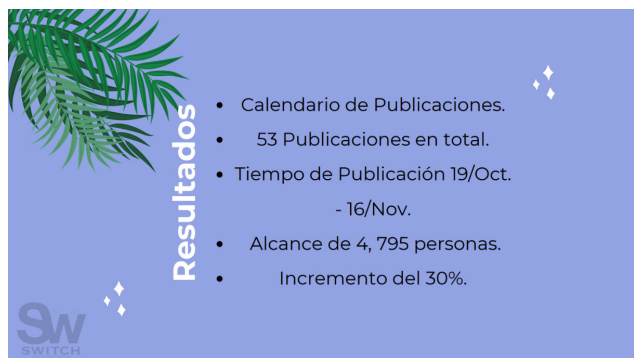 Resultados
Calendario de Publicaciones.
53 Publicaciones en total.
Tiempo de Publicación 19/Oct.
- 16/Nov.
Alcance de 4, 795 personas.
Incremento del 30%.
SW
SWITCH